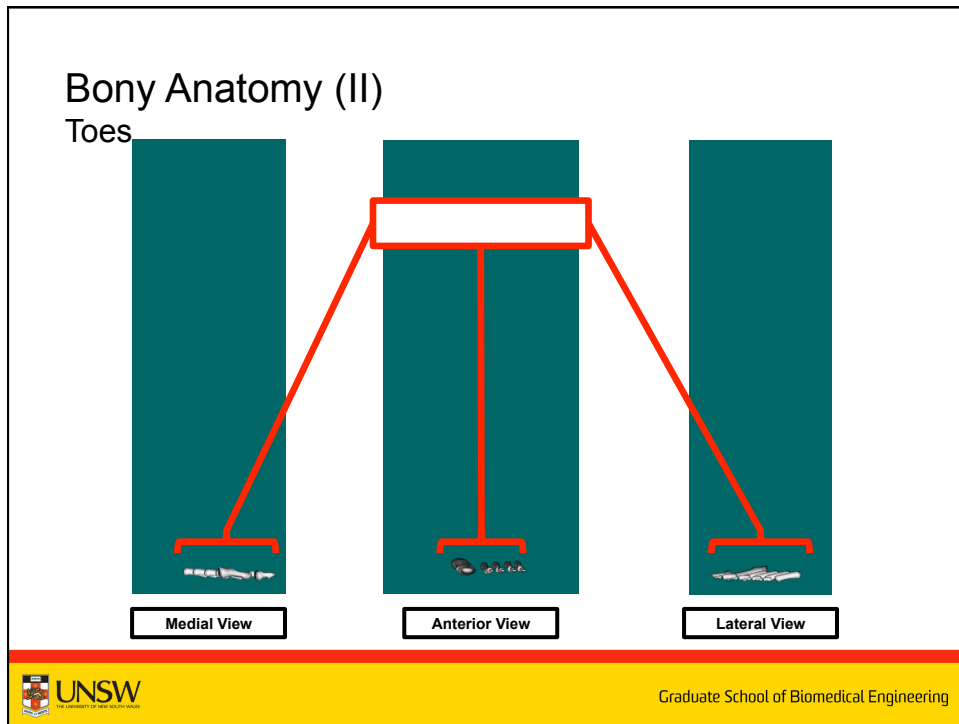 Bony Anatomy (II)
Toes
Medial View
Anterior View
Lateral View
UNSW
THE UNIVERSITY OF NEW SOUTH WALES
Graduate School of Biomedical Engineering